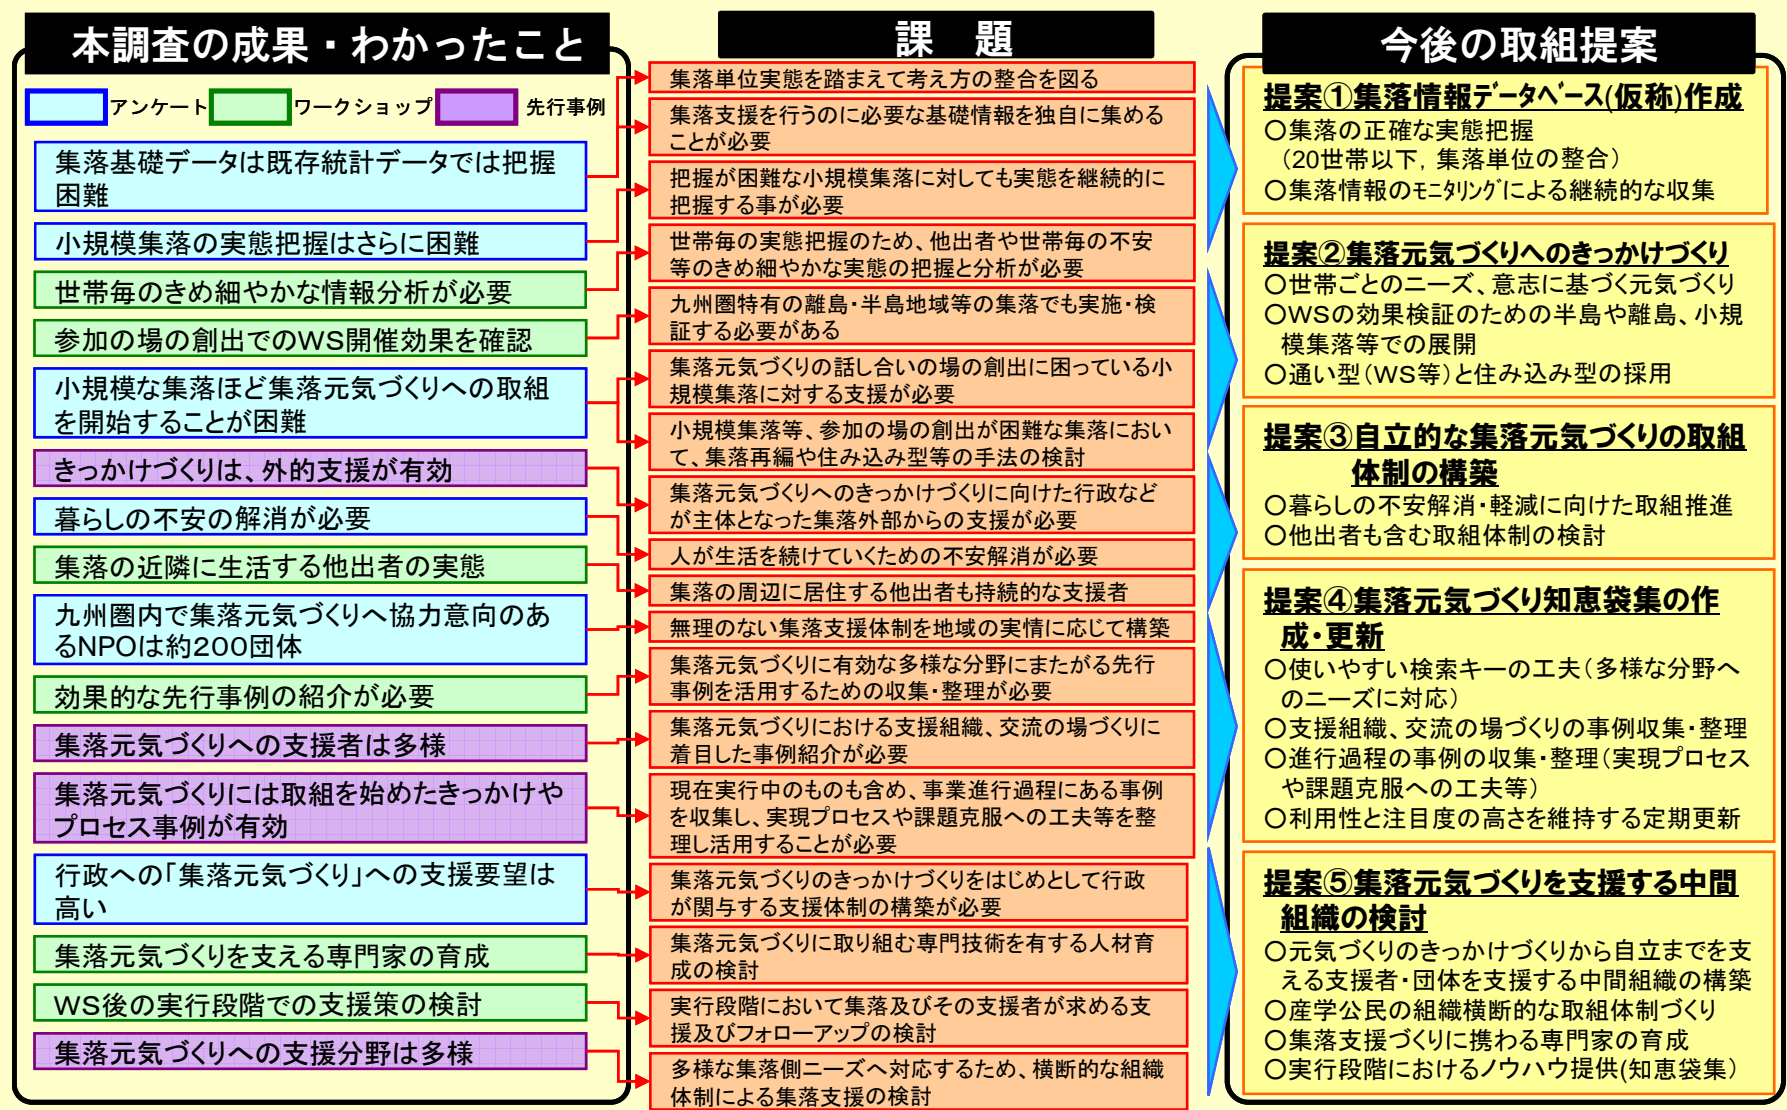 本調査の成果・わかったこと
アンケート
ワークショップ
先行事例
集落基礎データは既存統計データでは把握
困難
小規模集落の実態把握はさらに困難
世帯毎のきめ細やかな情報分析が必要
参加の場の創出でのWS開催効果を確認
小規模な集落ほど集落元気づくりへの取組
を開始することが困難
きっかけづくりは、外的支援が有効
暮らしの不安の解消が必要
集落の近隣に生活する他出者の実態
九州圏内で集落元気づくりへ協力意向のあ
るNPOは約200団体
効果的な先行事例の紹介が必要
集落元気づくりへの支援者は多様
集落元気づくりには取組を始めたきっかけや
プロセス事例が有効
行政への「集落元気づくり」への支援要望は
高い
集落元気づくりを支える専門家の育成
WS後の実行段階での支援策の検討
集落元気づくりへの支援分野は多様
課 題
集落単位実態を踏まえて考え方の整合を図る
集落支援を行うのに必要な基礎情報を独自に集める
ことが必要
把握が困難な小規模集落に対しても実態を継続的に
把握する事が必要
世帯毎の実態把握のため、他出者や世帯毎の不安
等のきめ細やかな実態の把握と分析が必要
九州圏特有の離島・半島地域等の集落でも実施・検
証する必要がある
集落元気づくりの話し合いの場の創出に困っている小
規模集落に対する支援が必要
小規模集落等、参加の場の創出が困難な集落におい
て、集落再編や住み込み型等の手法の検討
集落元気づくりへのきっかけづくりに向けた行政など
が主体となった集落外部からの支援が必要
人が生活を続けていくための不安解消が必要
集落の周辺に居住する他出者も持続的な支援者
無理のない集落支援体制を地域の実情に応じて構築
集落元気づくりに有効な多様な分野にまたがる先行
事例を活用するための収集・整理が必要
集落元気づくりにおける支援組織、交流の場づくりに
着目した事例紹介が必要
現在実行中のものも含め、事業進行過程にある事例
を収集し、実現プロセスや課題克服への工夫等を整
理し活用することが必要
集落元気づくりのきっかけづくりをはじめとして行政
が関与する支援体制の構築が必要
集落元気づくりに取り組む専門技術を有する人材育
成の検討
実行段階において集落及びその支援者が求める支
援及びフォローアップの検討
多様な集落側ニーズへ対応するため、横断的な組織
体制による集落支援の検討
今後の取組提案
提案①集落情報ﾃﾞｰﾀﾍﾞｰｽ(仮称)作成
○集落の正確な実態把握
（20世帯以下，集落単位の整合）
○集落情報のﾓﾆﾀﾘﾝｸﾞによる継続的な収集
提案②集落元気づくりへのきっかけづくり
○世帯ごとのニーズ、意志に基づく元気づくり
○WSの効果検証のための半島や離島、小規
模集落等での展開
○通い型（WS等）と住み込み型の採用
提案③自立的な集落元気づくりの取組
体制の構築
○暮らしの不安解消・軽減に向けた取組推進
○他出者も含む取組体制の検討
提案④集落元気づくり知恵袋集の作
成・更新
○使いやすい検索キーの工夫（多様な分野へ
のニーズに対応）
○支援組織、交流の場づくりの事例収集・整理
○進行過程の事例の収集・整理（実現プロセス
や課題克服への工夫等）
○利用性と注目度の高さを維持する定期更新
提案⑤集落元気づくりを支援する中間
組織の検討
○元気づくりのきっかけづくりから自立までを支
える支援者・団体を支援する中間組織の構築
○産学公民の組織横断的な取組体制づくり
○集落支援づくりに携わる専門家の育成
○実行段階におけるノウハウ提供(知恵袋集）